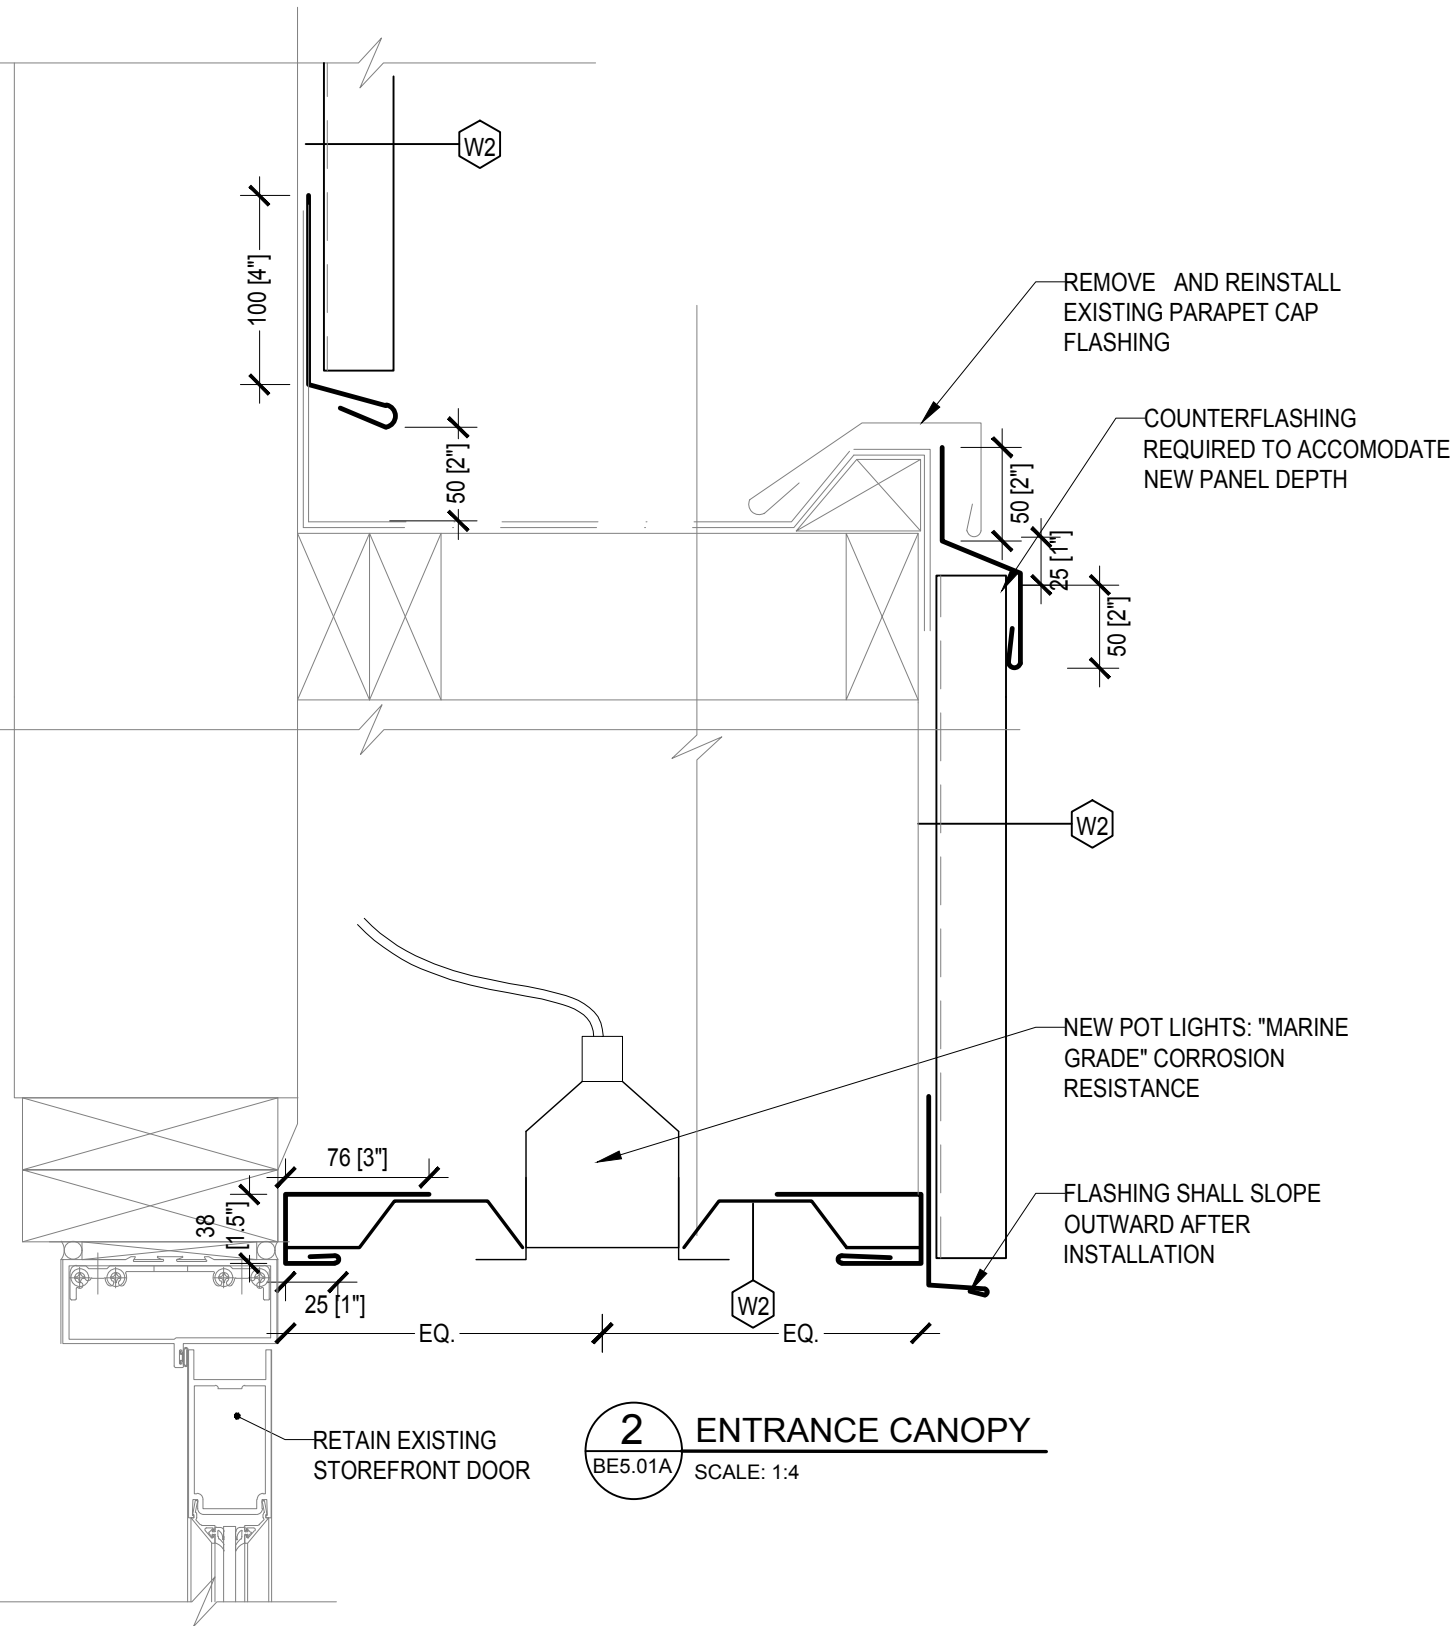 W2
100 [4"]
REMOVE AND REINSTALL
EXISTING PARAPET CAP
FLASHING
COUNTERFLASHING
REQUIRED TO ACCOMODATE
NEW PANEL DEPTH
50 [2"]
50 [2"]
25 [1"]
50 [2"]
W2
NEW POT LIGHTS: "MARINE
GRADE" CORROSION
RESISTANCE
76 [3"]
38
[1.5"]
FLASHING SHALL SLOPE
OUTWARD AFTER
INSTALLATION
25 [1"]
W2
EQ.
EQ.
RETAIN EXISTING
STOREFRONT DOOR
2
BE5.01A
ENTRANCE CANOPY
SCALE: 1:4